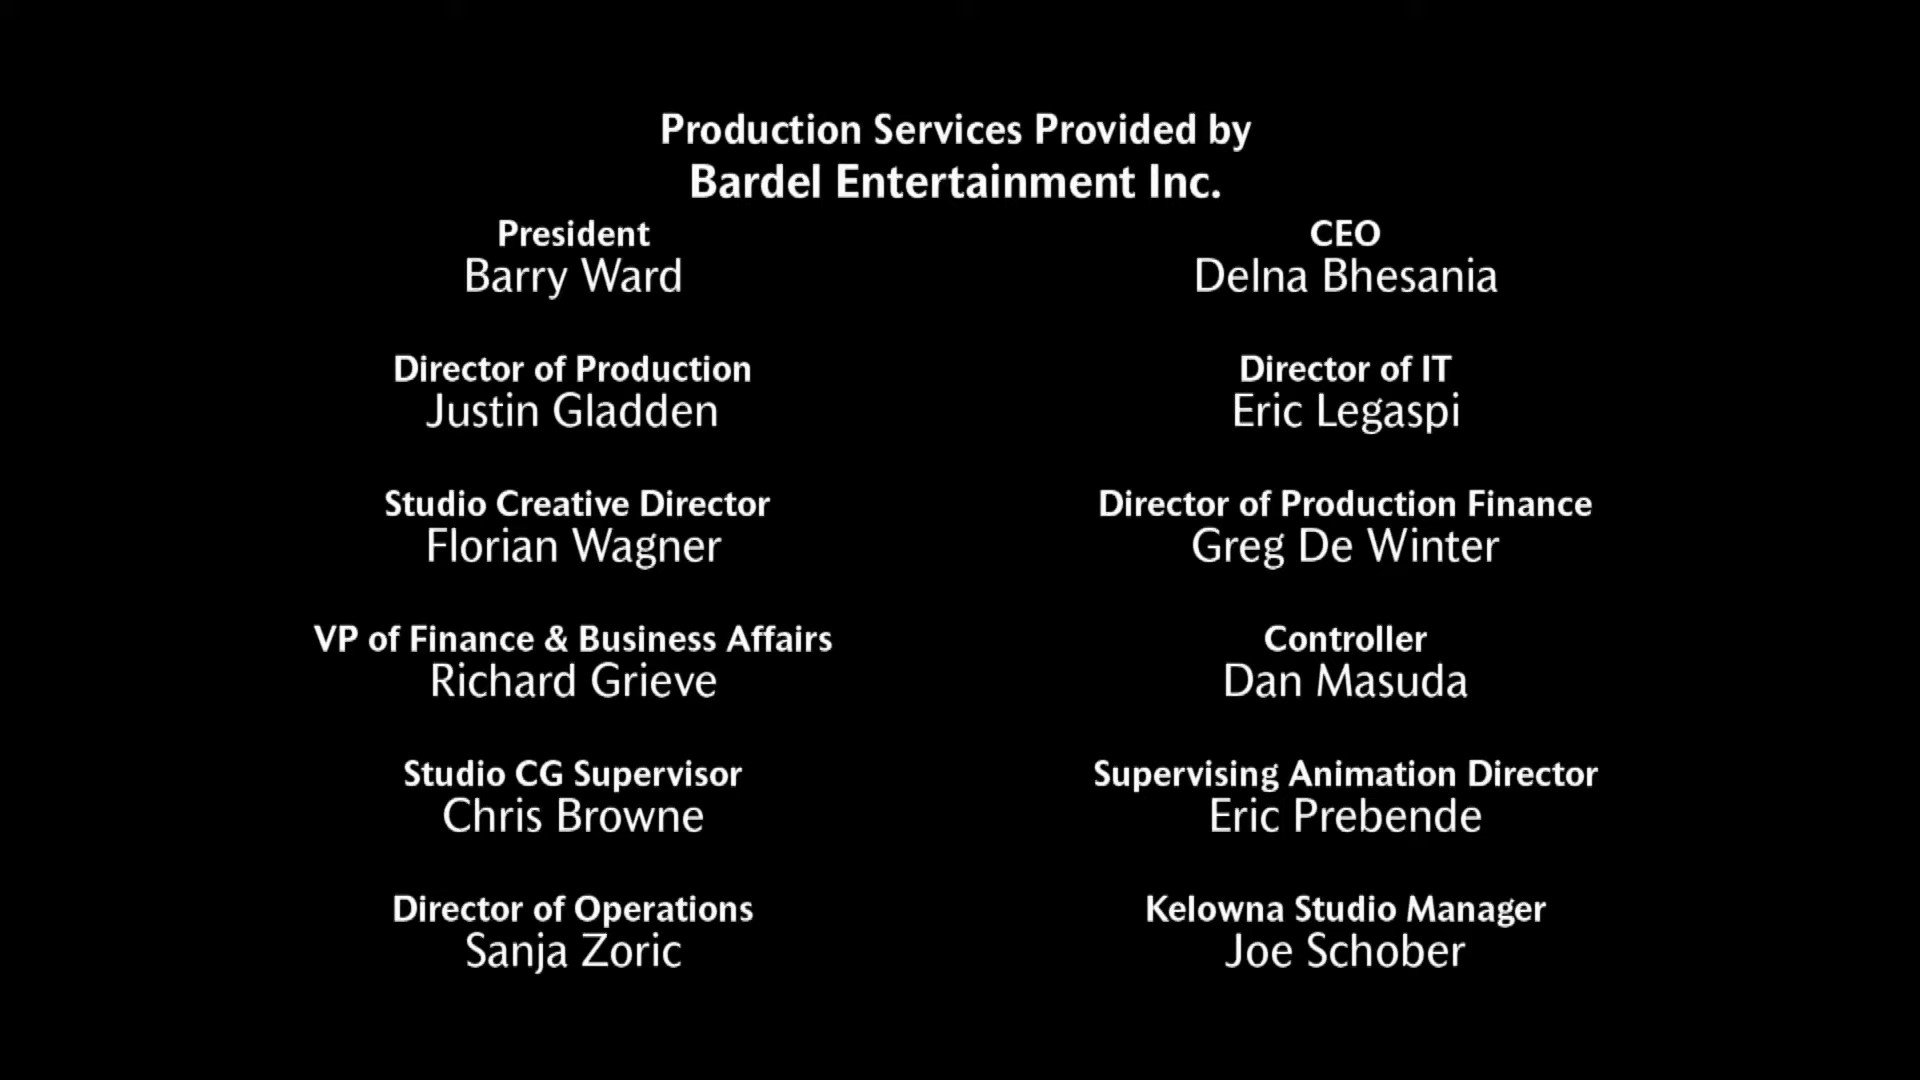 Production Services Provided by
Bardel Entertainment Inc.
President
Barry Ward
CEO
Delna Bhesania
Director of Production
Justin Gladden
Director of IT
Eric Legaspi
Studio Creative Director
Florian Wagner
Director of Production Finance
Greg De Winter
VP of Finance & Business Affairs
Richard Grieve
Controller
Dan Masuda
Studio CG Supervisor
Chris Browne
Supervising Animation Director
Eric Prebende
Director of Operations
Sanja Zoric
Kelowna Studio Manager
Joe Schober